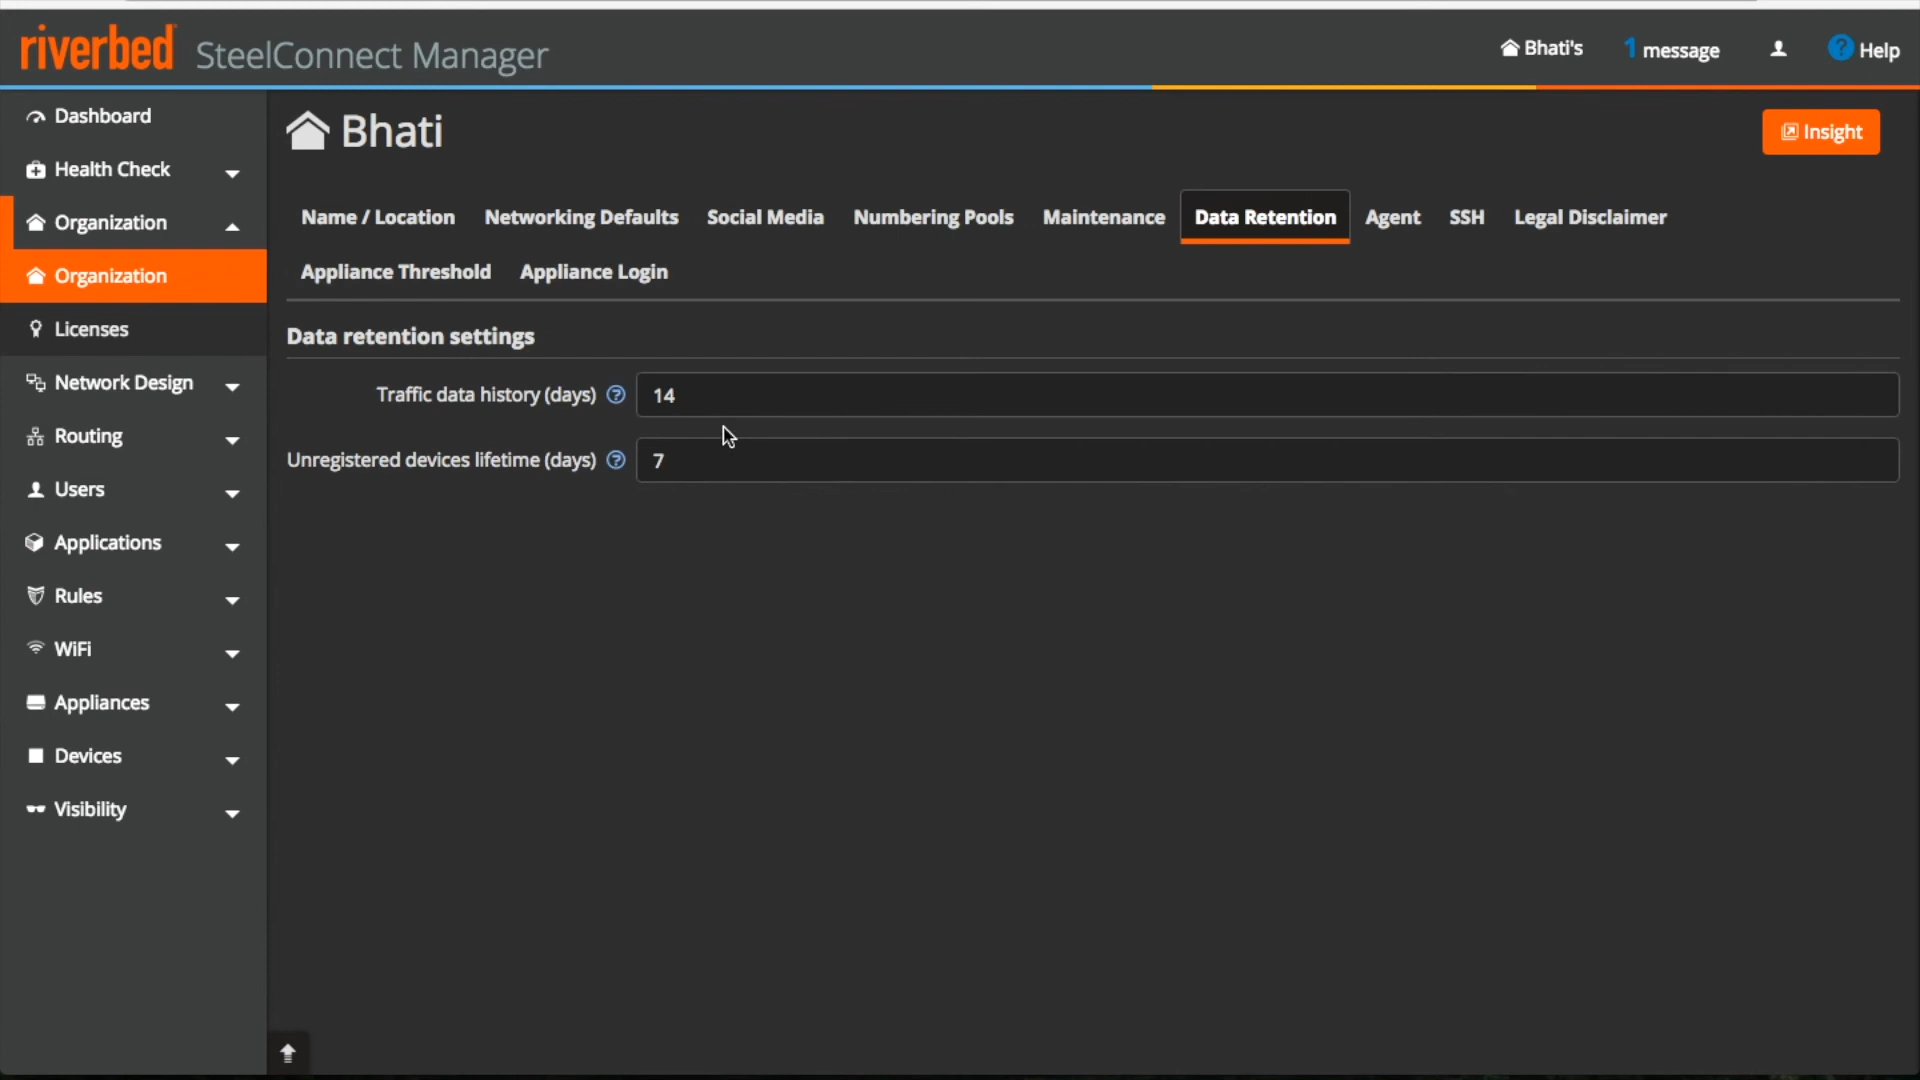 riverbed SteelConnect Manager
Bhati's
1 message
? Help
Dashboard
Health Check
Organization
Organization
Licenses
Network Design
Routing
Users
Applications
Rules
WiFi
Appliances
Devices
Visibility
Bhati
Insight
Name / Location Networking Defaults Social Media Numbering Pools Maintenance Data Retention Agent SSH Legal Disclaimer
Appliance Threshold Appliance Login
Data retention settings
Traffic data history (days) ? 14
Unregistered devices lifetime (days) ? 7